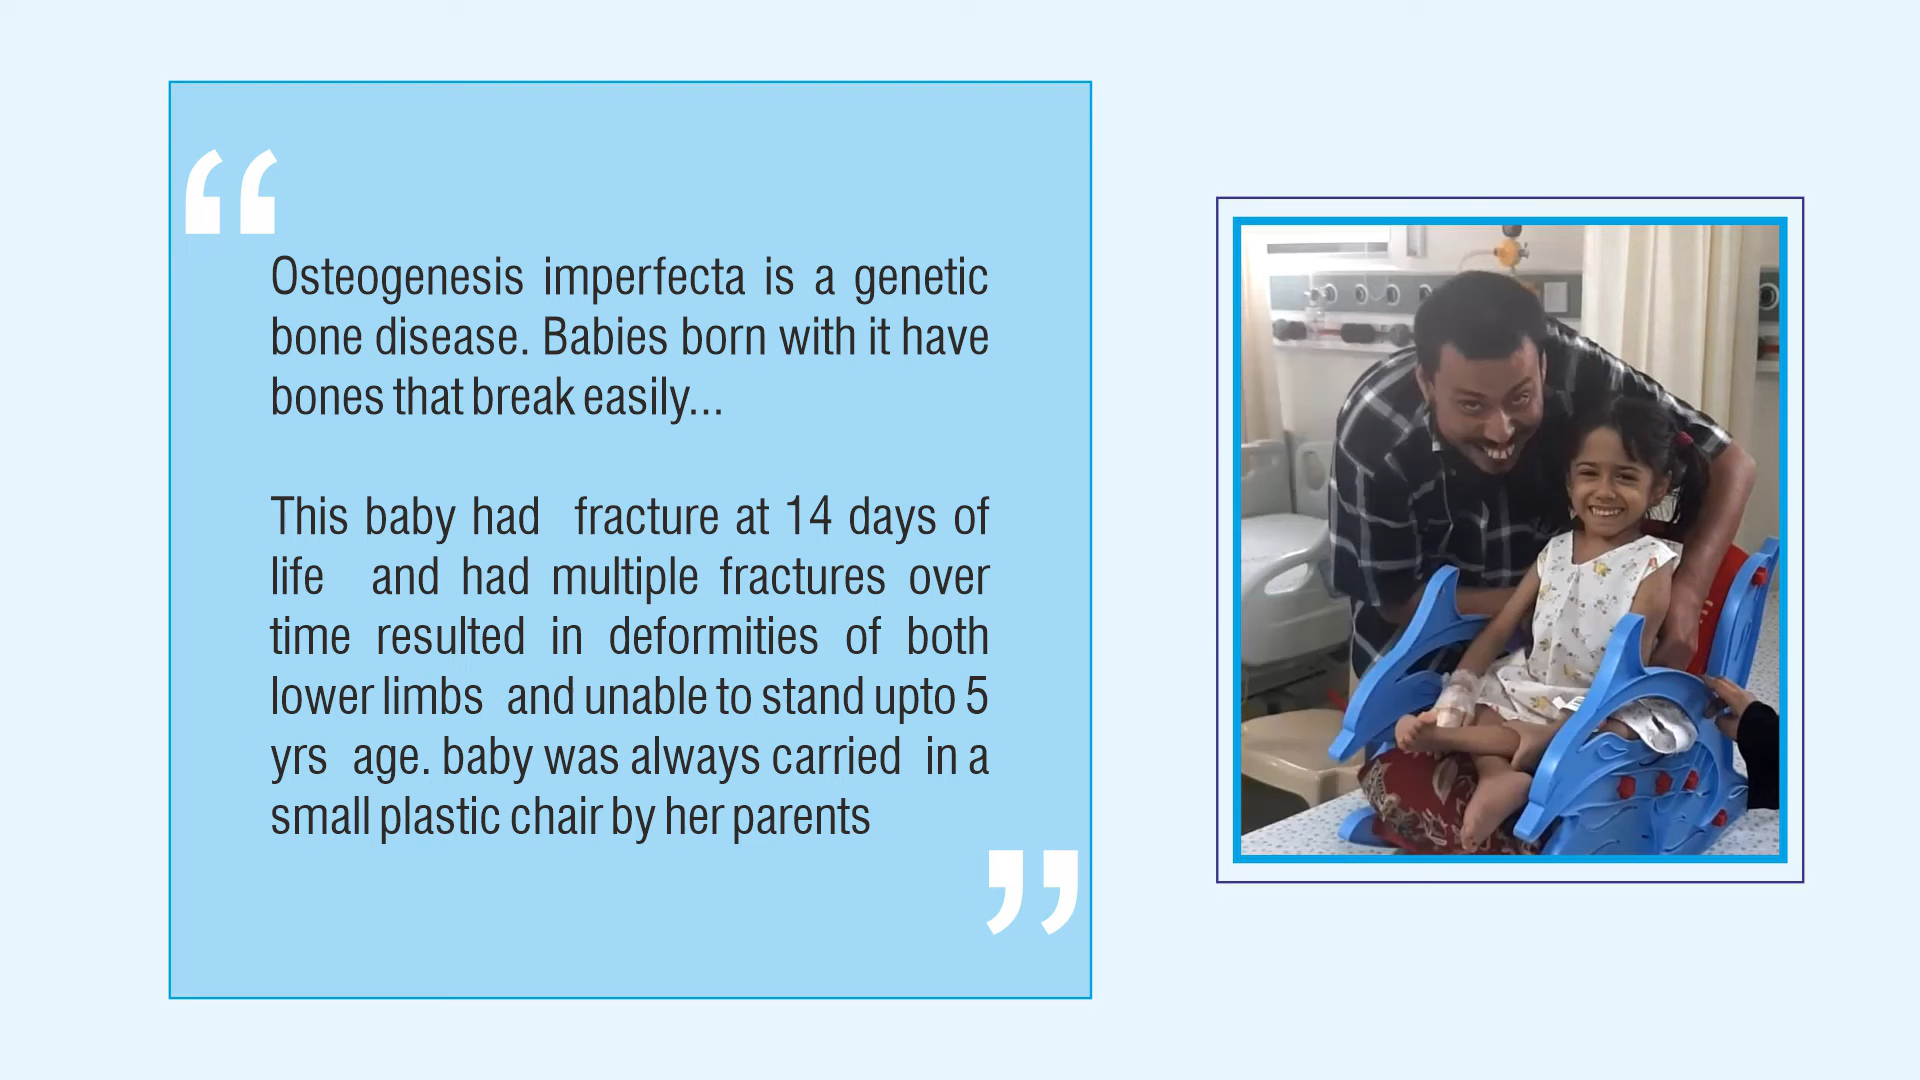 “
Osteogenesis imperfecta is a genetic
bone disease. Babies born with it have
bones that break easily...
This baby had fracture at 14 days of
life and had multiple fractures over
time resulted in deformities of both
lower limbs and unable to stand upto 5
yrs age. baby was always carried in a
small plastic chair by her parents
”